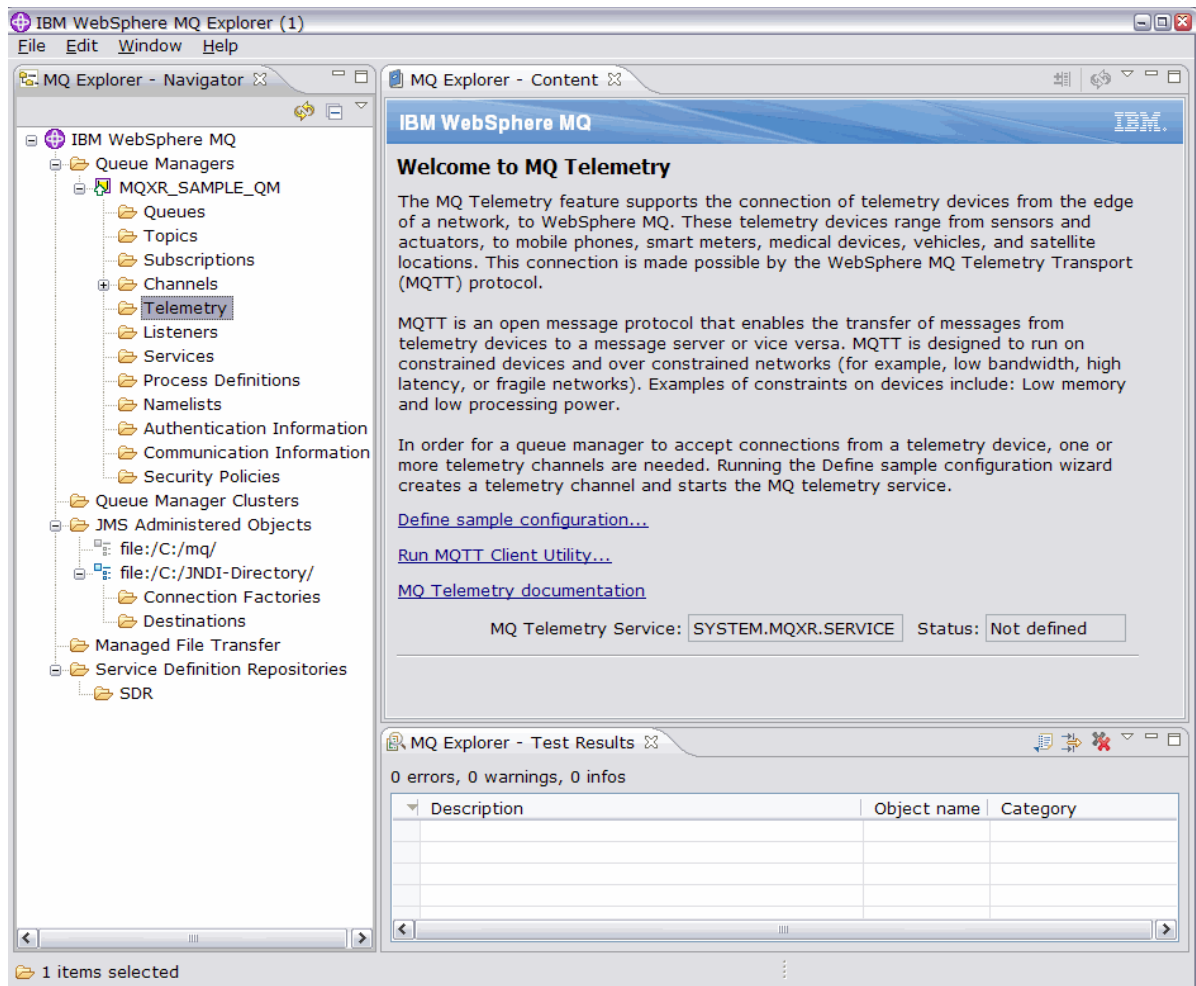 IBM WebSphere MQ Explorer (1)
File Edit Window Help
MQ Explorer - Navigator
IBM WebSphere MQ
Queue Managers
MQXR_SAMPLE_QM
Queues
Topics
Subscriptions
Channels
Telemetry
Listeners
Services
Process Definitions
Namelists
Authentication Information
Communication Information
Security Policies
Queue Manager Clusters
JMS Administered Objects
file:/C:/mq/
file:/C:/JNDI-Directory/
Connection Factories
Destinations
Managed File Transfer
Service Definition Repositories
SDR
MQ Explorer - Content
IBM WebSphere MQ
IBM.
Welcome to MQ Telemetry
The MQ Telemetry feature supports the connection of telemetry devices from the edge
of a network, to WebSphere MQ. These telemetry devices range from sensors and
actuators, to mobile phones, smart meters, medical devices, vehicles, and satellite
locations. This connection is made possible by the WebSphere MQ Telemetry Transport
(MQTT) protocol.
MQTT is an open message protocol that enables the transfer of messages from
telemetry devices to a message server or vice versa. MQTT is designed to run on
constrained devices and over constrained networks (for example, low bandwidth, high
latency, or fragile networks). Examples of constraints on devices include: Low memory
and low processing power.
In order for a queue manager to accept connections from a telemetry device, one or
more telemetry channels are needed. Running the Define sample configuration wizard
creates a telemetry channel and starts the MQ telemetry service.
Define sample configuration...
Run MQTT Client Utility...
MQ Telemetry documentation
MQ Telemetry Service: SYSTEM.MQXR.SERVICE Status: Not defined
MQ Explorer - Test Results
0 errors, 0 warnings, 0 infos
Description Object name Category
1 items selected